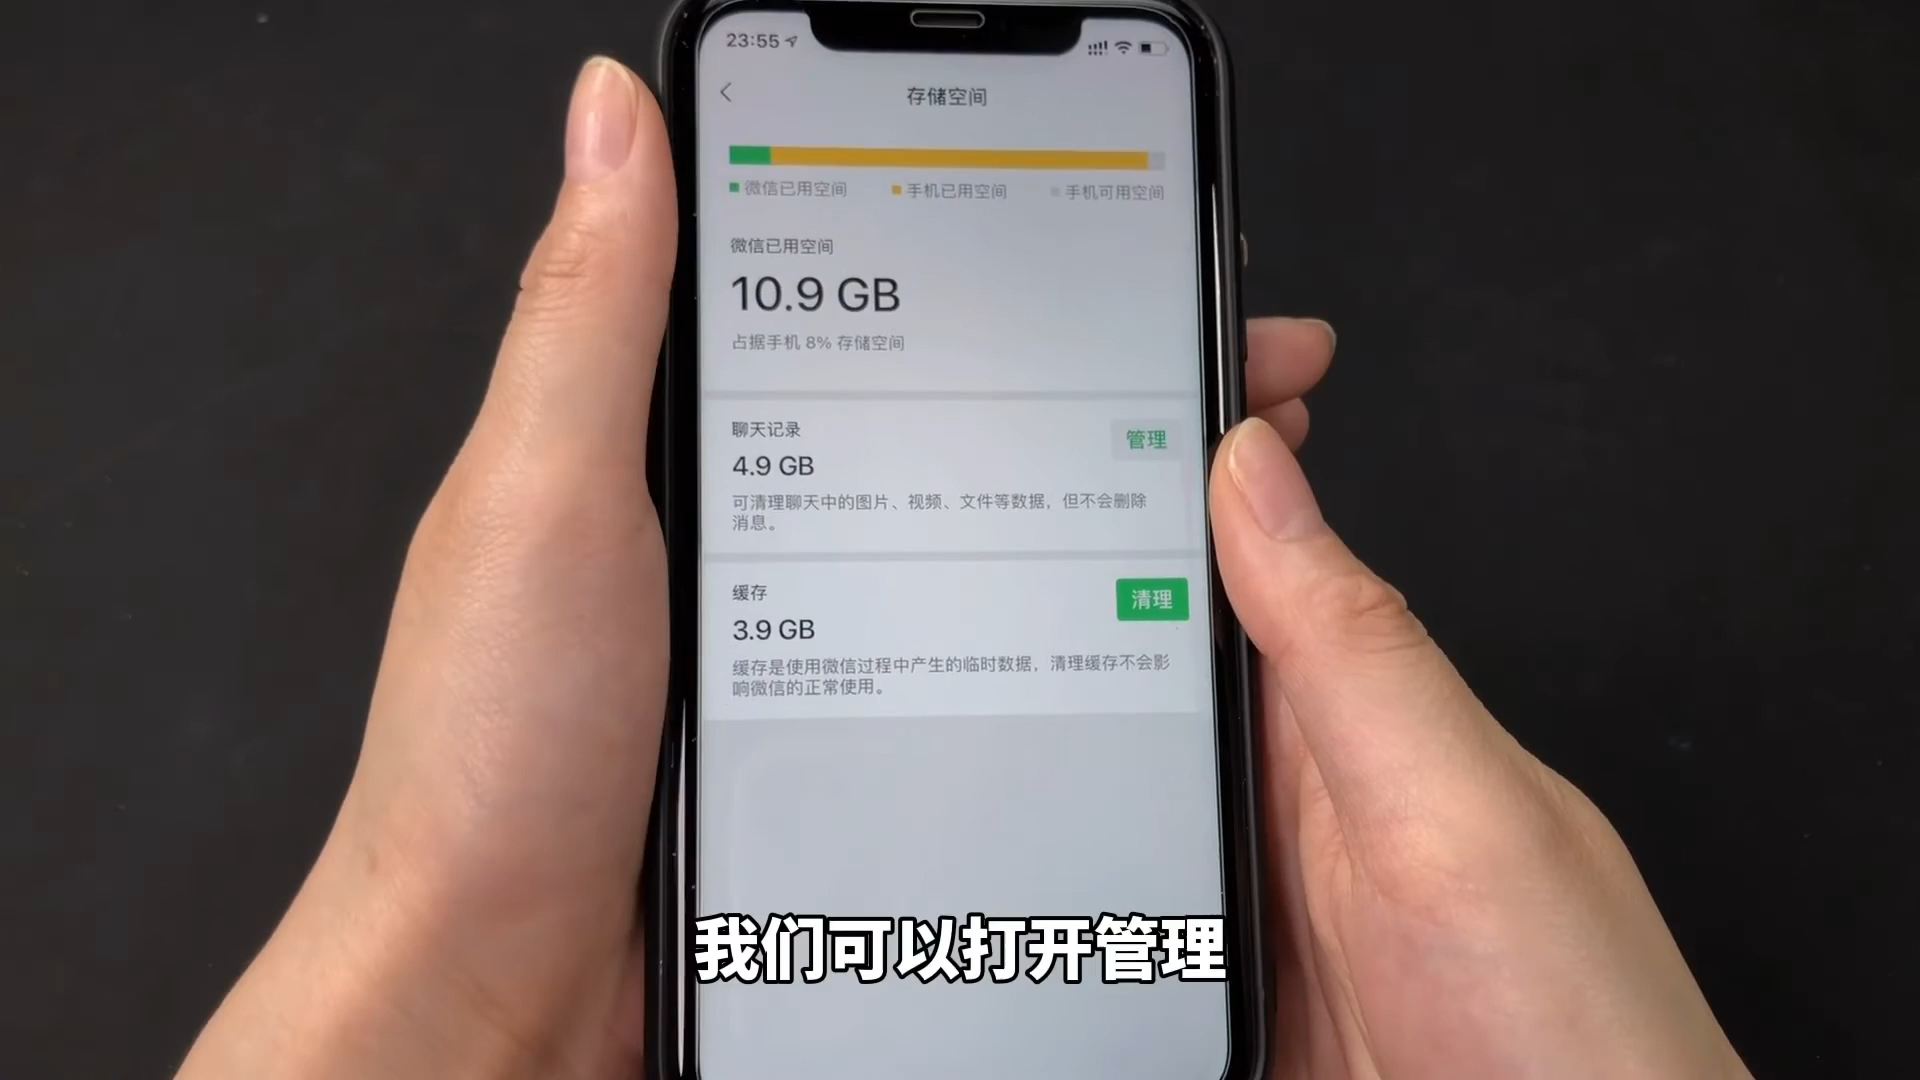 23:55
存储空间
微信已用空间 手机已用空间 手机可用空间
微信已用空间
10.9 GB
占据手机 8% 存储空间
聊天记录
管理
4.9 GB
可清理聊天中的图片、视频、文件等数据，但不会删除
消息。
缓存
清理
3.9 GB
缓存是使用微信过程中产生的临时数据，清理缓存不会影
响微信的正常使用。
我们可以打开管理